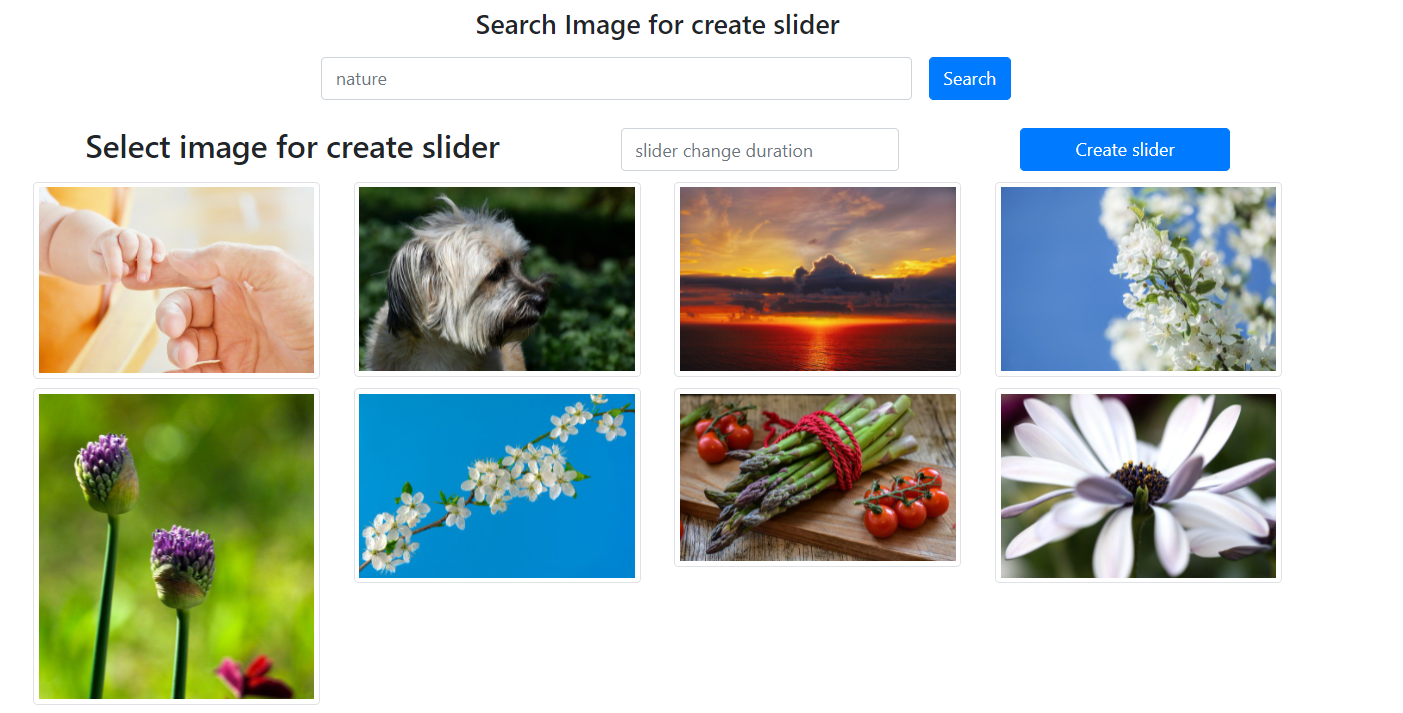 Search Image for create slider
nature
Search
Select image for create slider
slider change duration
Create slider